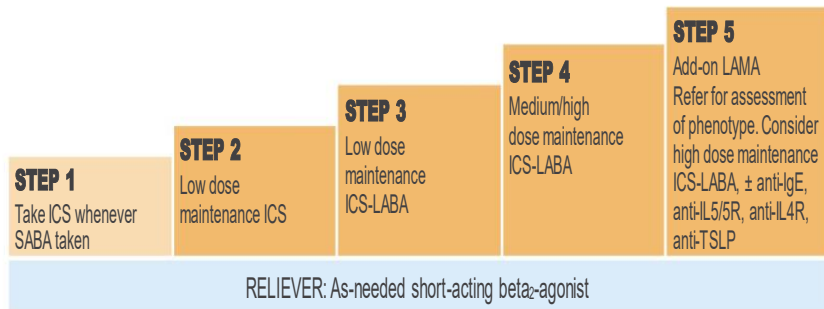 STEP 1
Take ICS whenever
SABA taken
STEP 2
Low dose
maintenance ICS
STEP 3
Low dose
maintenance
ICS-LABA
STEP 4
Medium/high
dose maintenance
ICS-LABA
STEP 5
Add-on LAMA
Refer for assessment
of phenotype. Consider
high dose maintenance
ICS-LABA, ± anti-IgE,
anti-IL5/5R, anti-IL4R,
anti-TSLP
RELIEVER: As-needed short-acting beta₂-agonist